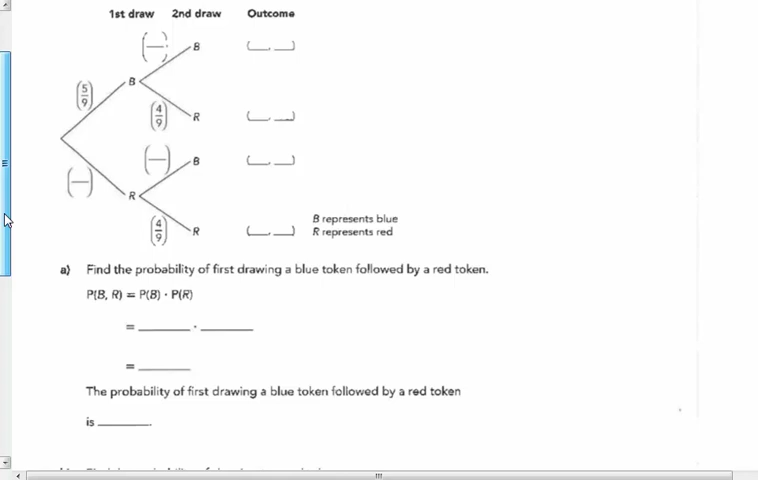 1st draw 2nd draw Outcome
(—) B (__, __)
B
(5/9)
(4/9) R (__, __)
(—) B (__, __)
(—)
R
B represents blue
(4/9) R (__, __) R represents red
a) Find the probability of first drawing a blue token followed by a red token.
P(B, R) = P(B) · P(R)
= ______ · ______
= ______
The probability of first drawing a blue token followed by a red token
is ______.